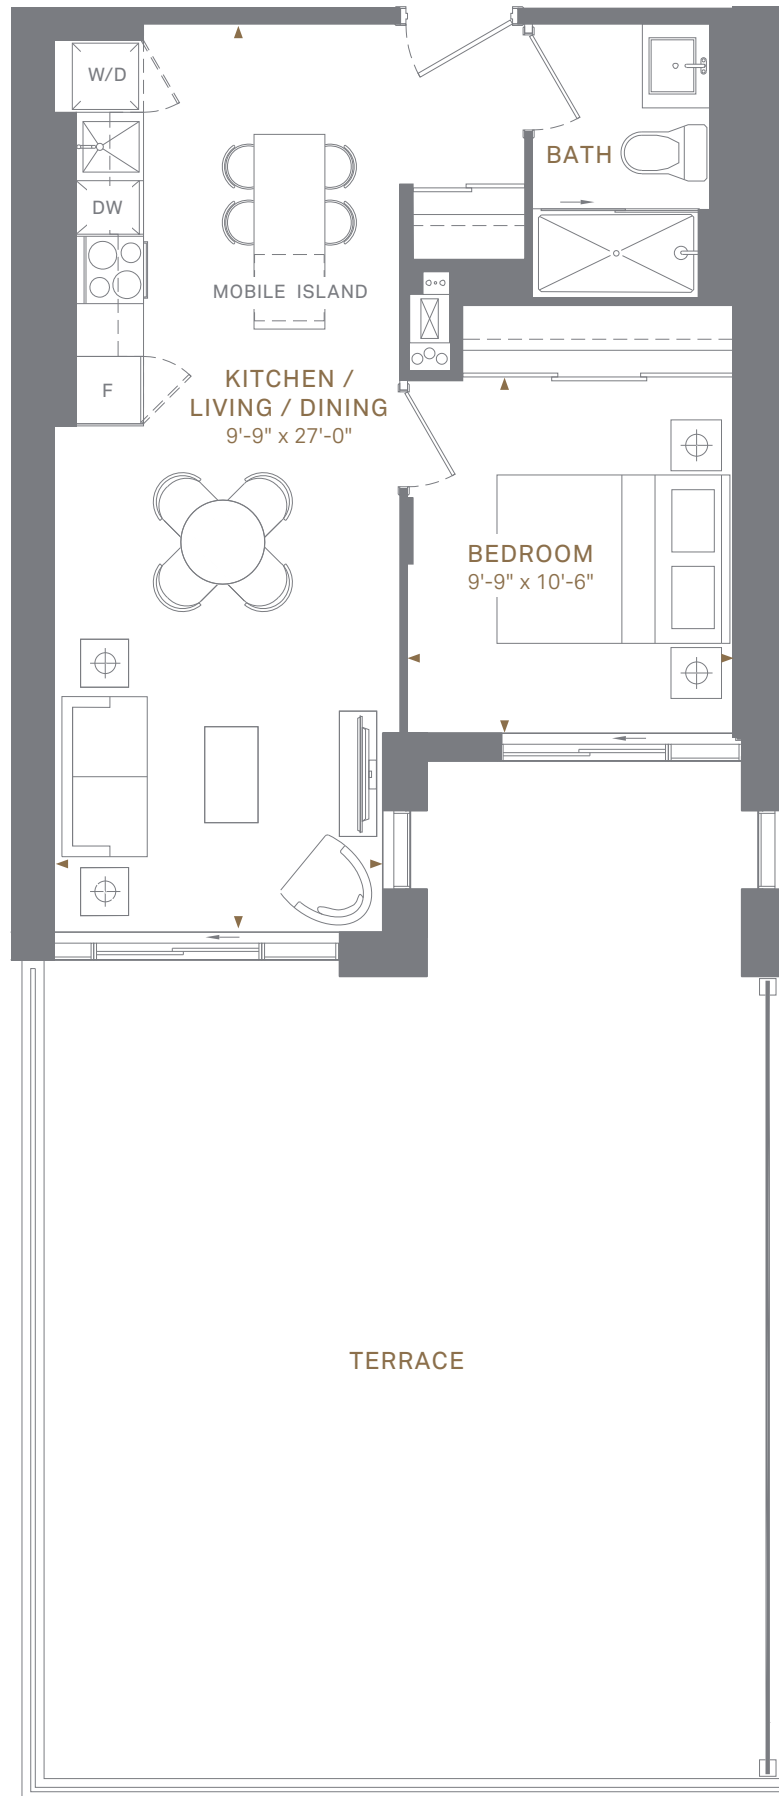 W/D
BATH
DW
MOBILE ISLAND
KITCHEN /
LIVING / DINING
9'-9" x 27'-0"
F
BEDROOM
9'-9" x 10'-6"
TERRACE